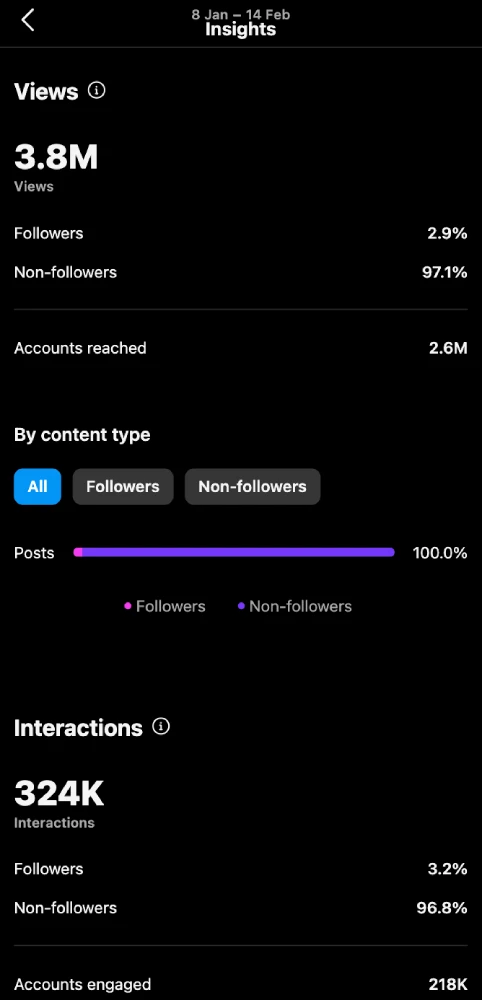 8 Jan – 14 Feb
Insights
Views
3.8M
Views
Followers 2.9%
Non-followers 97.1%
Accounts reached 2.6M
By content type
All Followers Non-followers
Posts 100.0%
Followers Non-followers
Interactions
324K
Interactions
Followers 3.2%
Non-followers 96.8%
Accounts engaged 218K